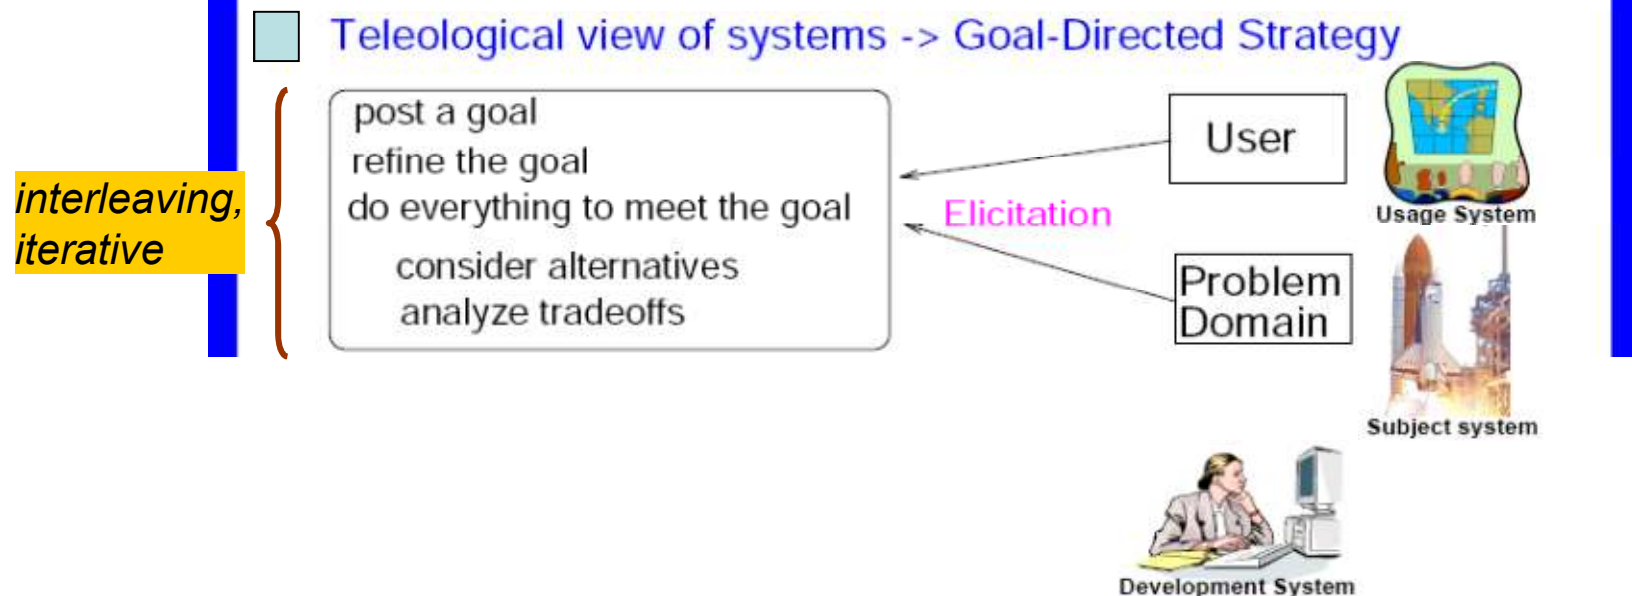 Teleological view of systems -> Goal-Directed Strategy
post a goal
refine the goal
do everything to meet the goal
consider alternatives
analyze tradeoffs
interleaving,
iterative
Elicitation
User
Usage System
Problem
Domain
Subject system
Development System